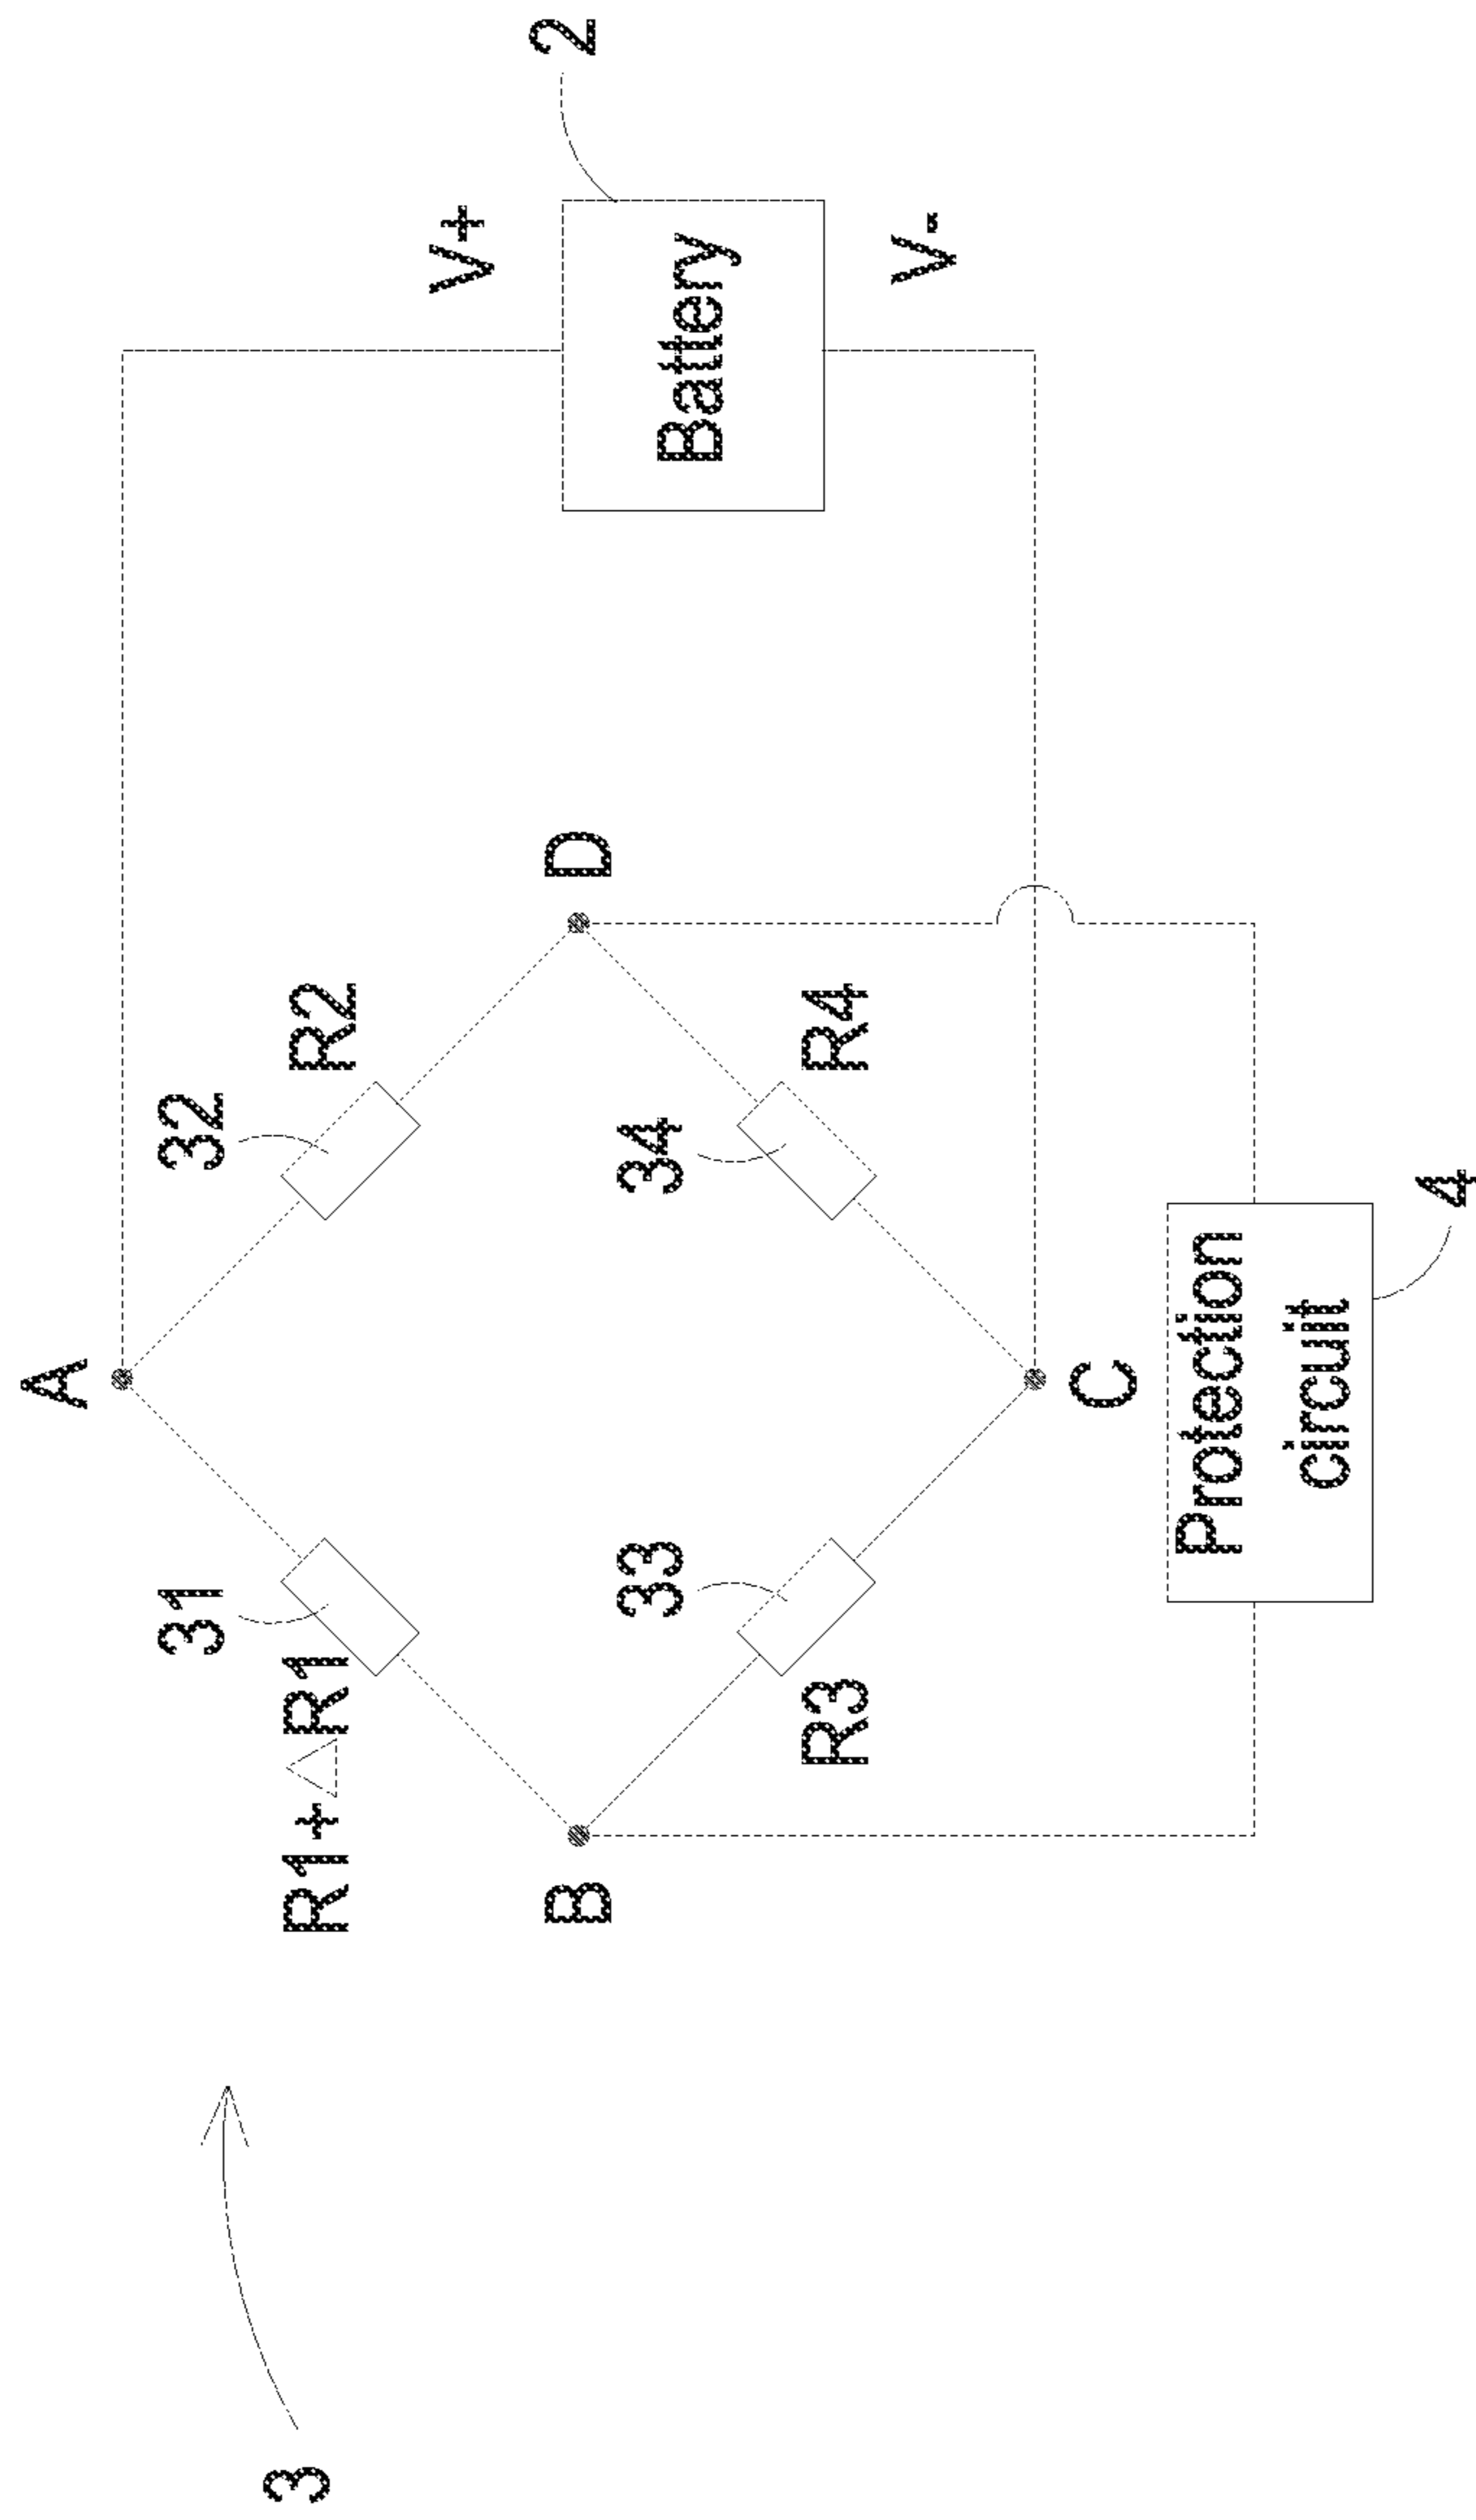 A
31
32
R1+△R1
R2
V+
3
B
D
2
33
34
Battery
R3
R4
V-
C
Protection
circuit
4